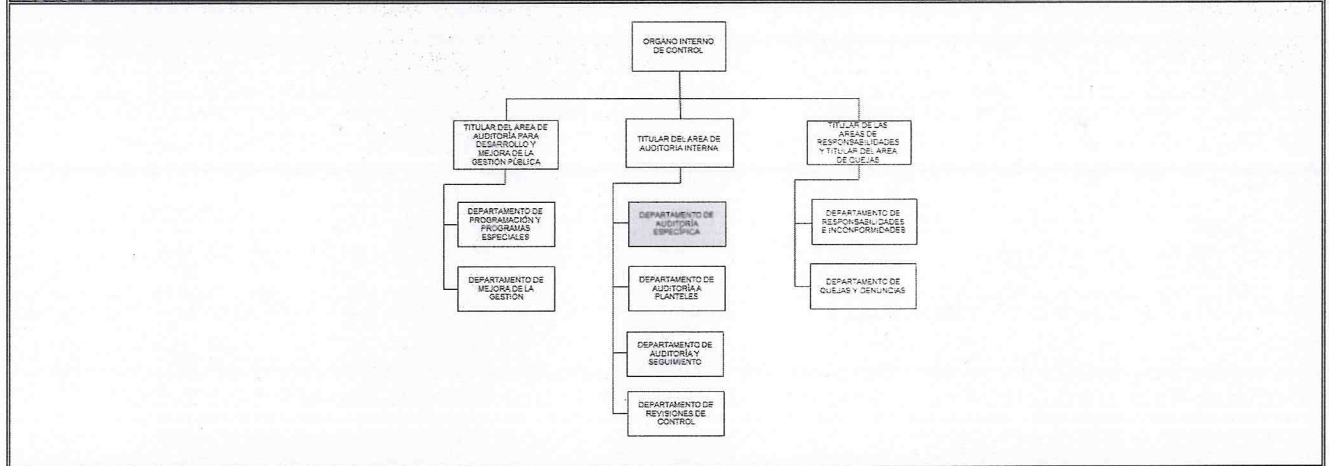 ORGANO INTERNO
DE CONTROL
TITULAR DEL AREA DE
AUDITORÍA PARA
DESARROLLO Y
MEJORA DE LA
GESTIÓN PÚBLICA
TITULAR DEL AREA DE
AUDITORIA INTERNA
TITULAR DE LAS
AREAS DE
RESPONSABILIDADES
Y TITULAR DEL AREA
DE QUEJAS
DEPARTAMENTO DE
PROGRAMACIÓN Y
PROGRAMAS
ESPECIALES
DEPARTAMENTO DE
AUDITORÍA
ESPECÍFICA
DEPARTAMENTO DE
RESPONSABILIDADES
E INCONFORMIDADES
DEPARTAMENTO DE
MEJORA DE LA
GESTIÓN
DEPARTAMENTO DE
AUDITORÍA A
PLANTELES
DEPARTAMENTO DE
QUEJAS Y DENUNCIAS
DEPARTAMENTO DE
AUDITORÍA Y
SEGUIMIENTO
DEPARTAMENTO DE
REVISIONES DE
CONTROL